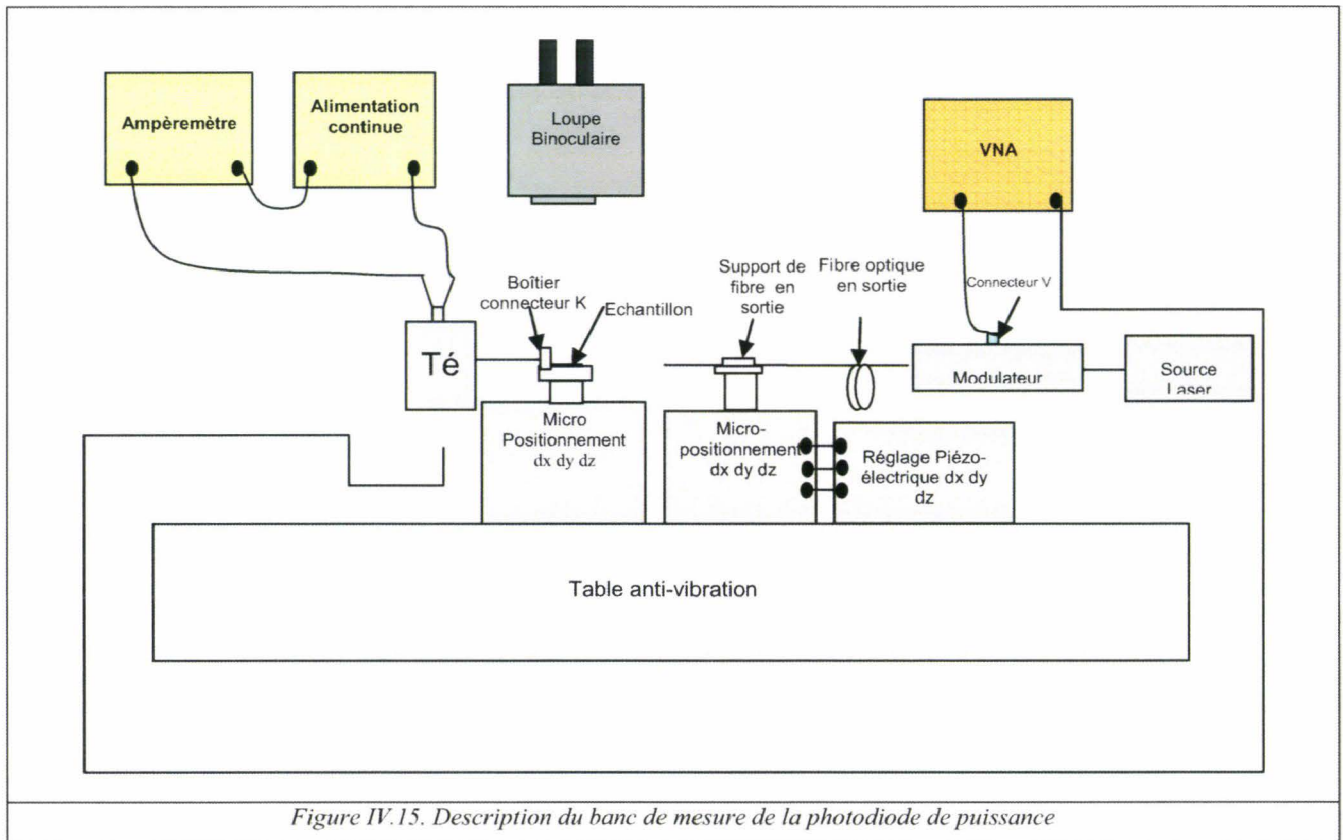 Ampèremètre
Alimentation
continue
Loupe
Binoculaire
VNA
Boîtier
connecteur K
Echantillon
Support de
fibre en
sortie
Fibre optique
en sortie
Connecteur V
Té
Modulateur
Source
Laser
Micro
Positionnement
dx dy dz
Micro-
positionnement
dx dy dz
Réglage Piézo-
électrique dx dy
dz
Table anti-vibration
Figure IV.15. Description du banc de mesure de la photodiode de puissance